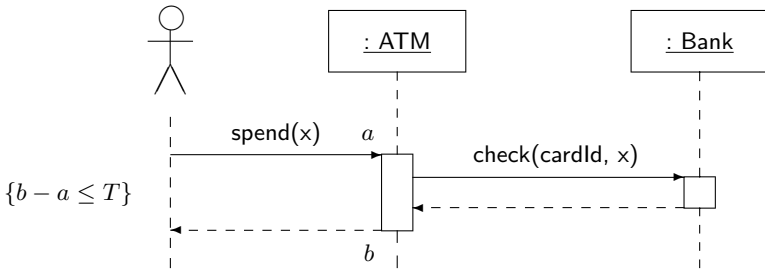 : ATM
: Bank
spend(x)
a
check(cardId, x)
{b − a ≤ T}
b